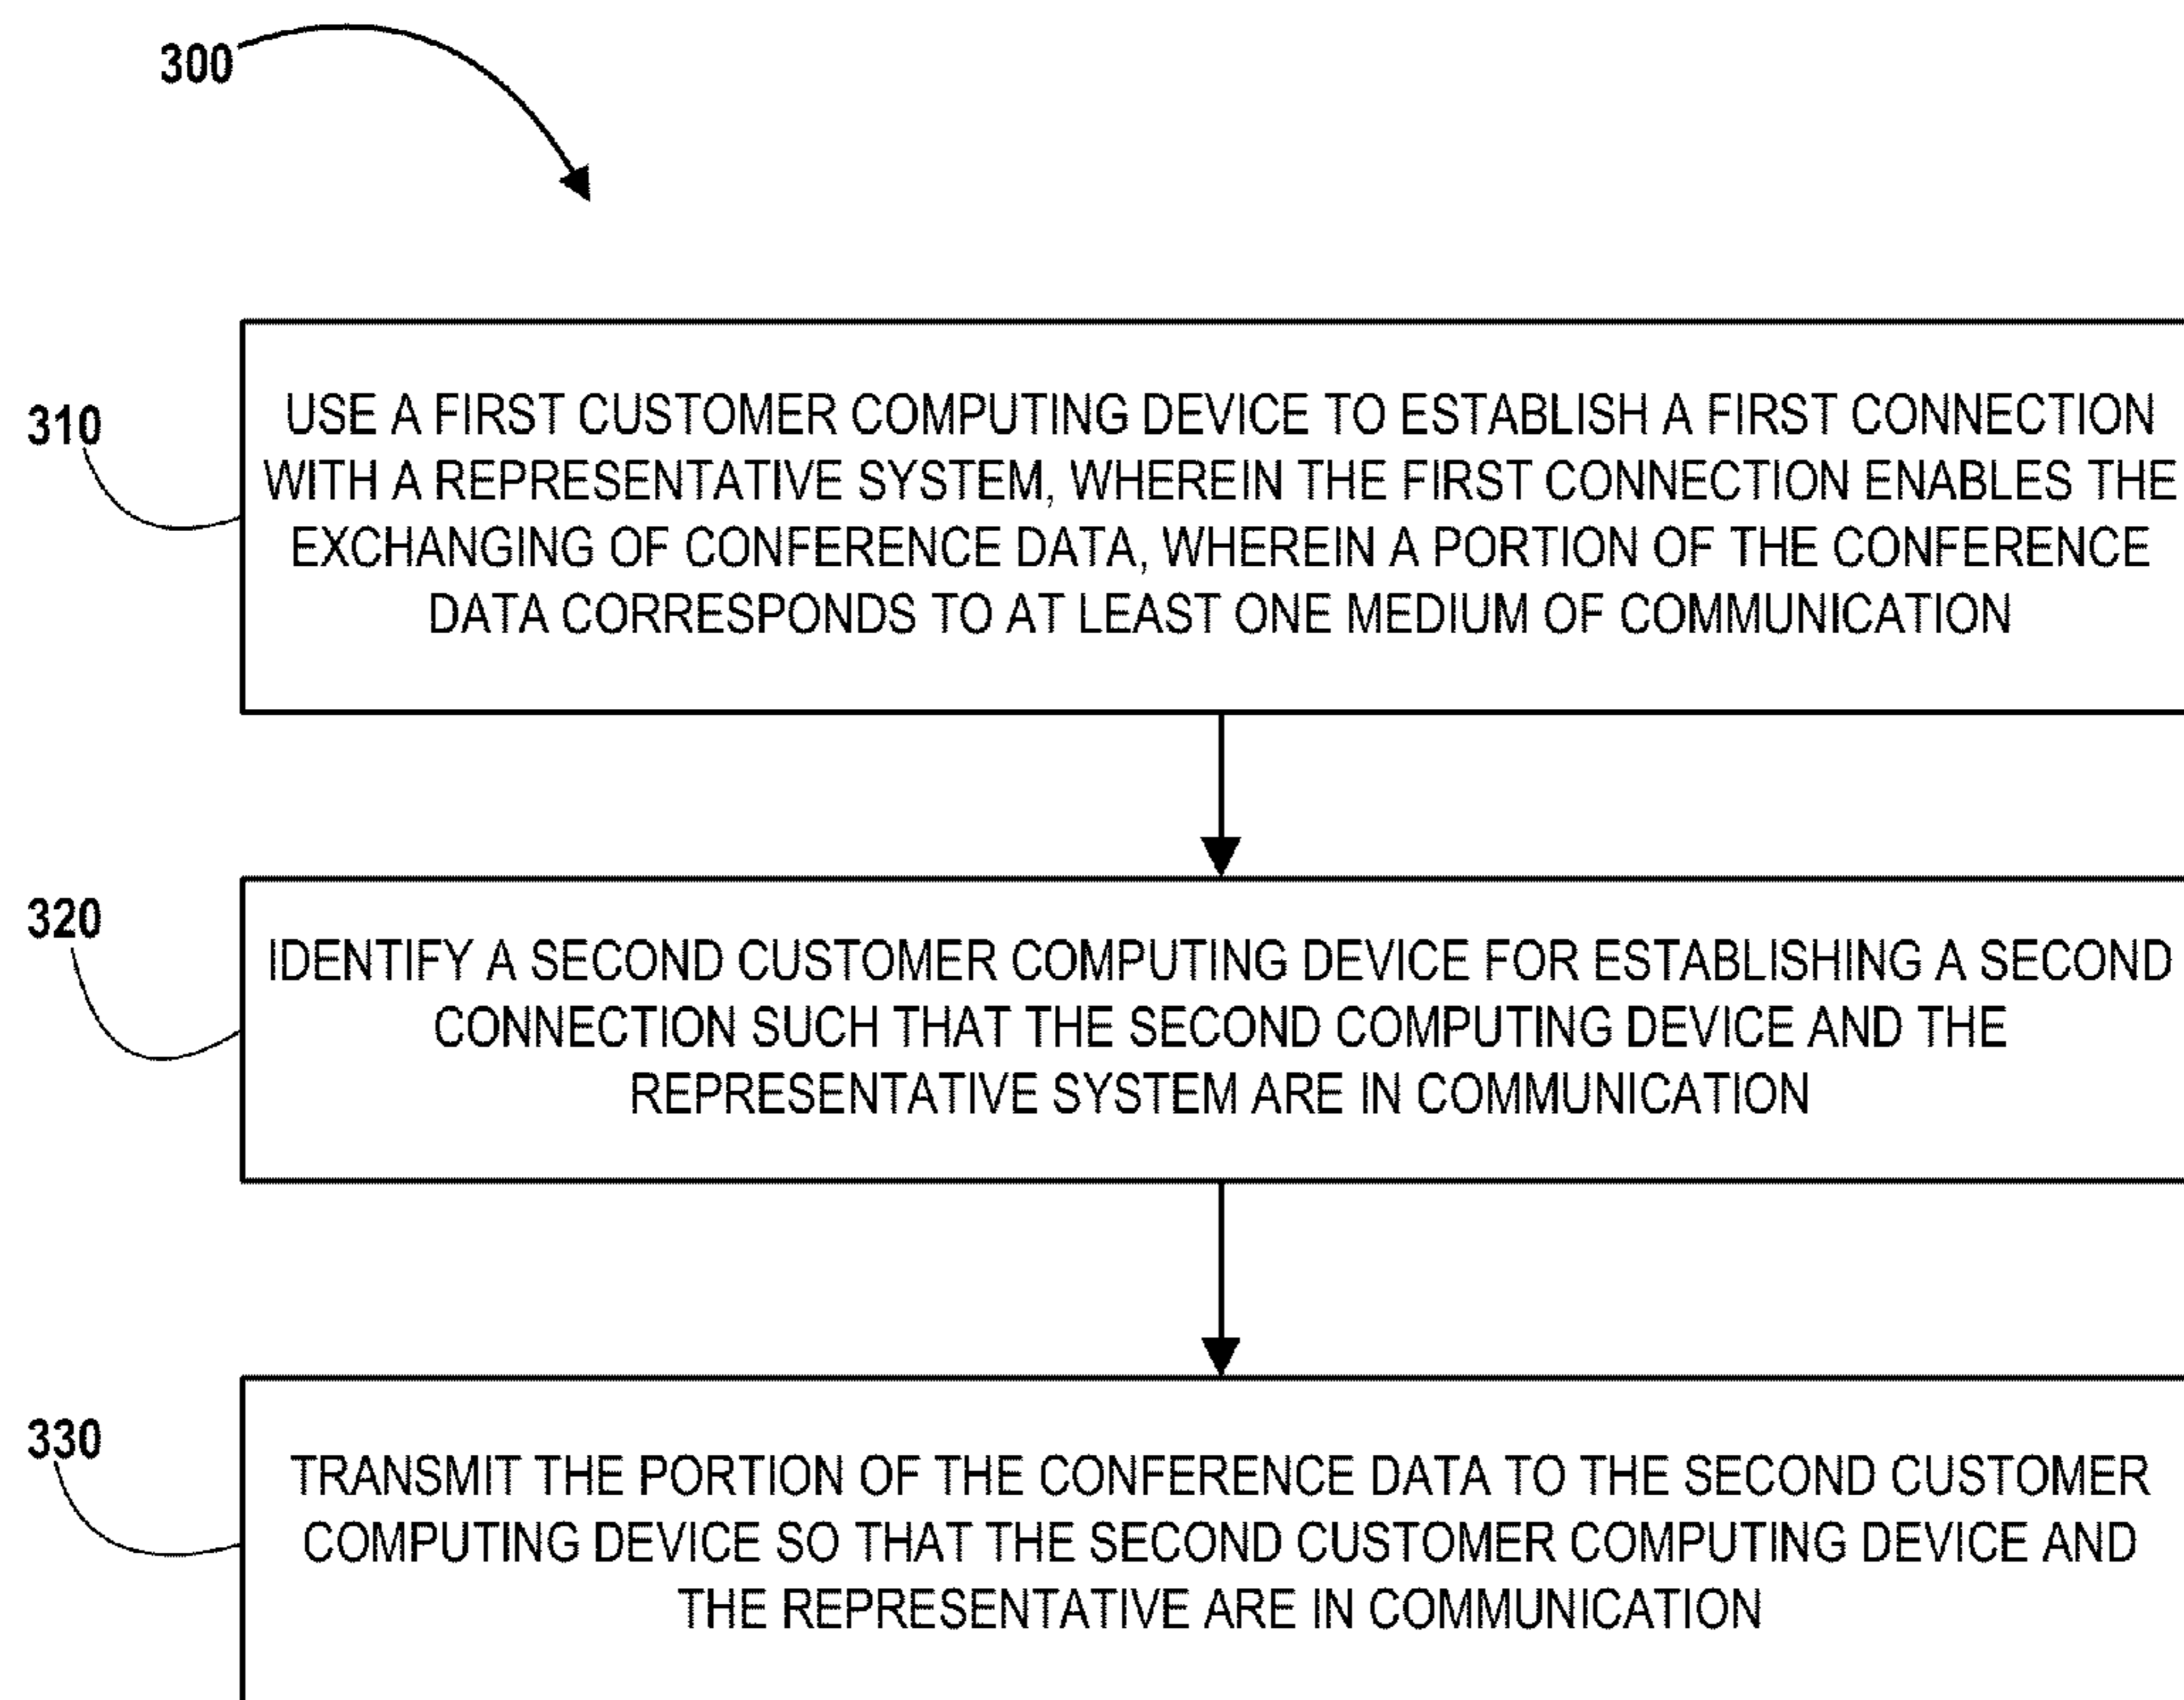 300
310
USE A FIRST CUSTOMER COMPUTING DEVICE TO ESTABLISH A FIRST CONNECTION
WITH A REPRESENTATIVE SYSTEM, WHEREIN THE FIRST CONNECTION ENABLES THE
EXCHANGING OF CONFERENCE DATA, WHEREIN A PORTION OF THE CONFERENCE
DATA CORRESPONDS TO AT LEAST ONE MEDIUM OF COMMUNICATION
320
IDENTIFY A SECOND CUSTOMER COMPUTING DEVICE FOR ESTABLISHING A SECOND
CONNECTION SUCH THAT THE SECOND COMPUTING DEVICE AND THE
REPRESENTATIVE SYSTEM ARE IN COMMUNICATION
330
TRANSMIT THE PORTION OF THE CONFERENCE DATA TO THE SECOND CUSTOMER
COMPUTING DEVICE SO THAT THE SECOND CUSTOMER COMPUTING DEVICE AND
THE REPRESENTATIVE ARE IN COMMUNICATION